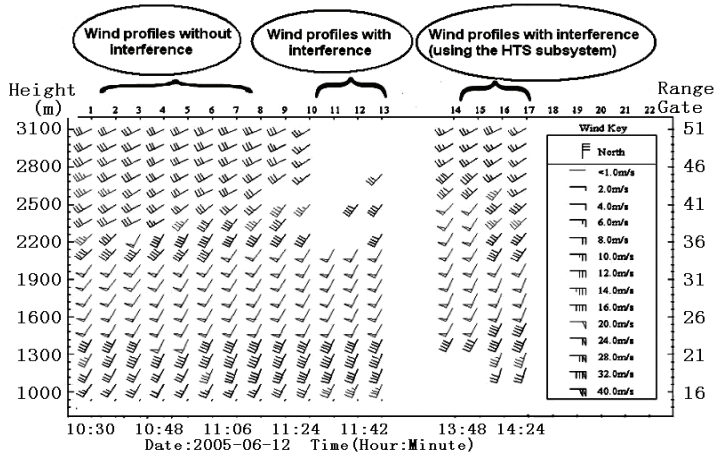 Wind profiles without
interference
Wind profiles with
interference
Wind profiles with interference
(using the HTS subsystem)
Height
(m)
Range
Gate
1 2 3 4 5 6 7 8 9 10 11 12 13 14 15 16 17 18 19 20 21 22
3100
2800
2500
2200
1900
1600
1300
1000
51
46
41
36
31
26
21
16
Wind Key
North
<1.0m/s
2.0m/s
4.0m/s
6.0m/s
8.0m/s
10.0m/s
12.0m/s
14.0m/s
16.0m/s
20.0m/s
24.0m/s
28.0m/s
32.0m/s
40.0m/s
10:30 10:48 11:06 11:24 11:42 13:48 14:24
Date:2005-06-12 Time(Hour:Minute)